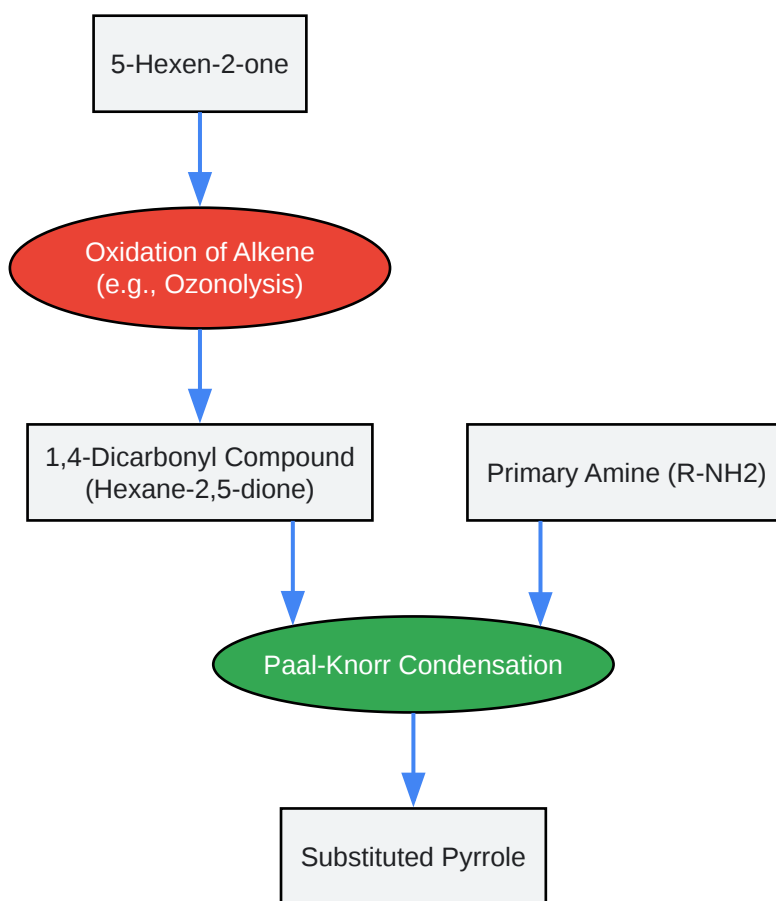 5-Hexen-2-one
Oxidation of Alkene
(e.g., Ozonolysis)
1,4-Dicarbonyl Compound
(Hexane-2,5-dione)
Primary Amine (R-NH2)
Paal-Knorr Condensation
Substituted Pyrrole